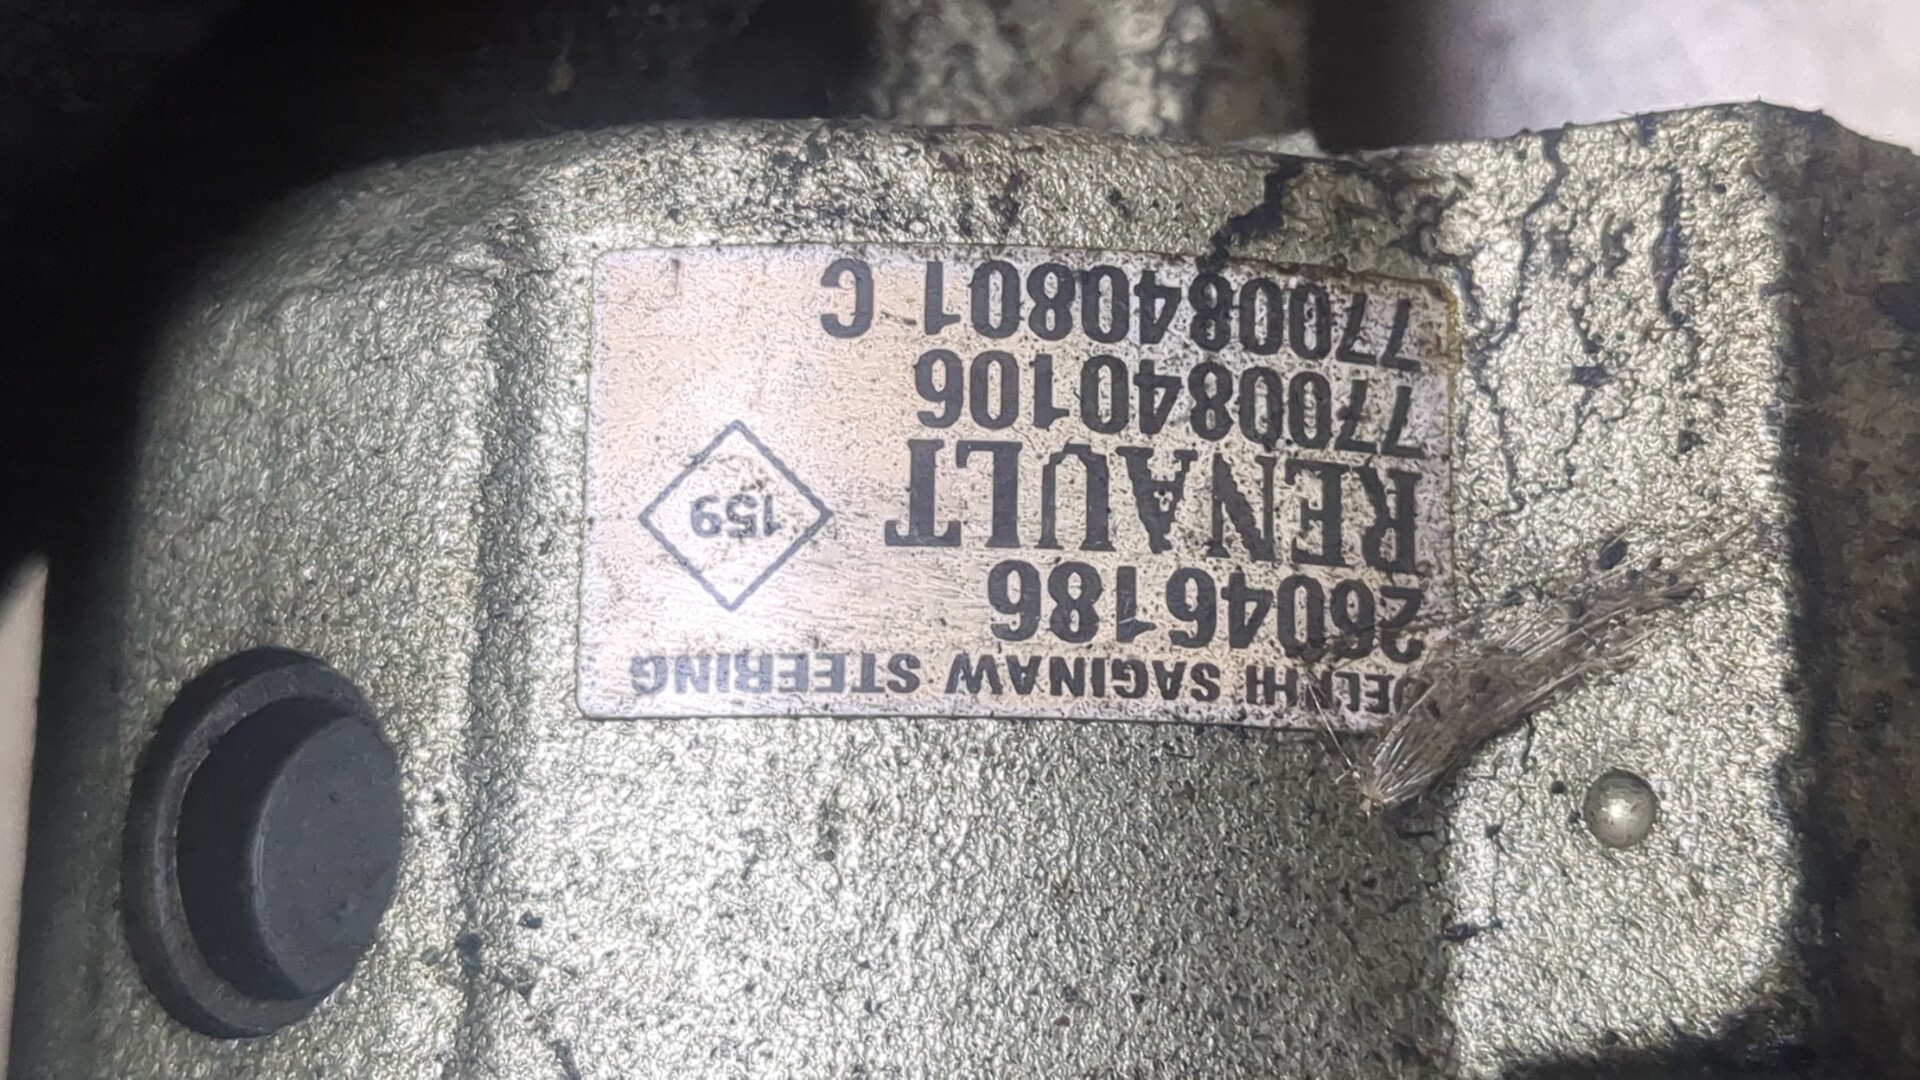 DELPHI SAGINAW STEERING
26046186
RENAULT
159
7700840106
7700840801 C